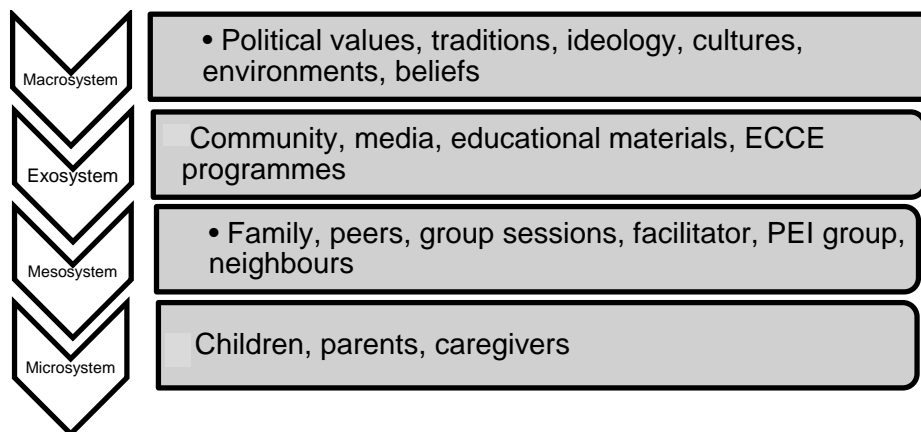 Macrosystem
• Political values, traditions, ideology, cultures,
environments, beliefs
Exosystem
Community, media, educational materials, ECCE
programmes
Mesosystem
• Family, peers, group sessions, facilitator, PEI group,
neighbours
Microsystem
Children, parents, caregivers